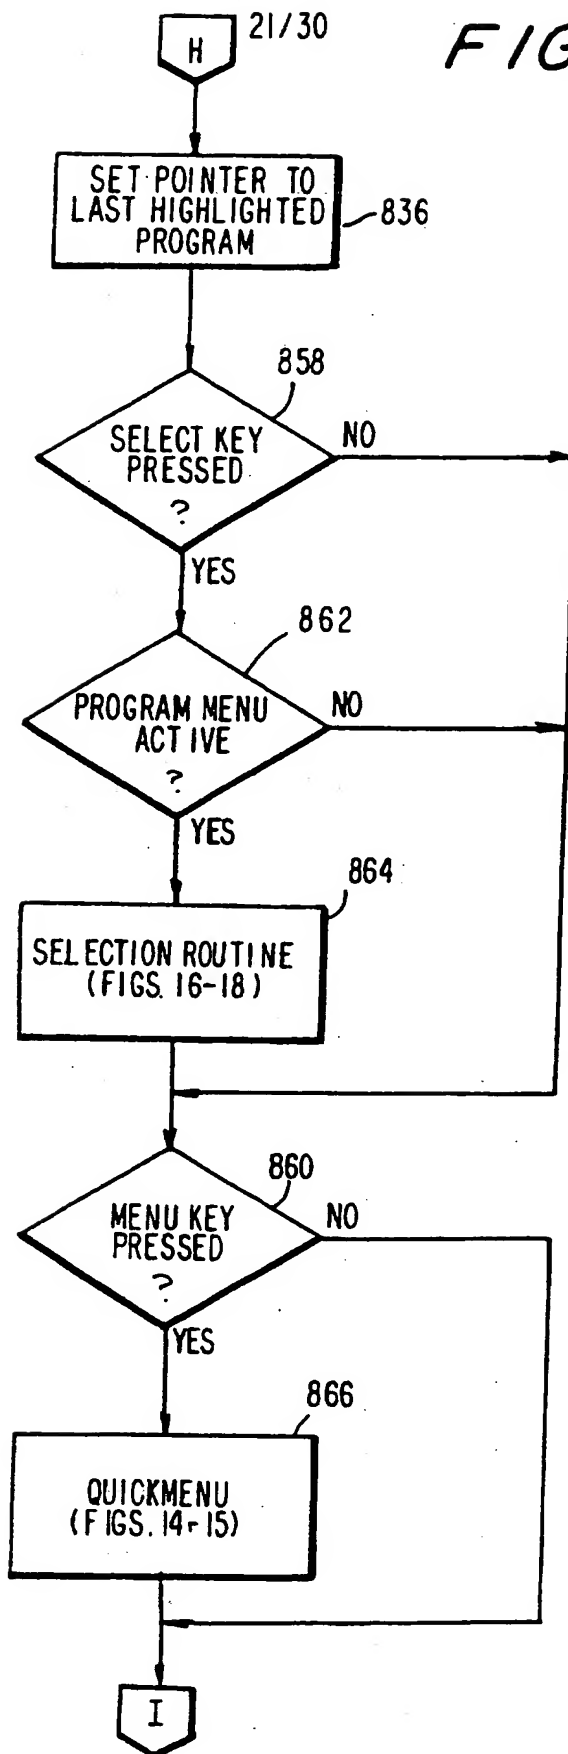 21/30
FIG
H
SET POINTER TO
LAST HIGHLIGHTED
PROGRAM
836
858
SELECT KEY
PRESSED
?
NO
YES
862
PROGRAM MENU
ACTIVE
?
NO
YES
864
SELECTION ROUTINE
(FIGS. 16-18)
860
MENU KEY
PRESSED
?
NO
YES
866
QUICKMENU
(FIGS. 14-15)
I